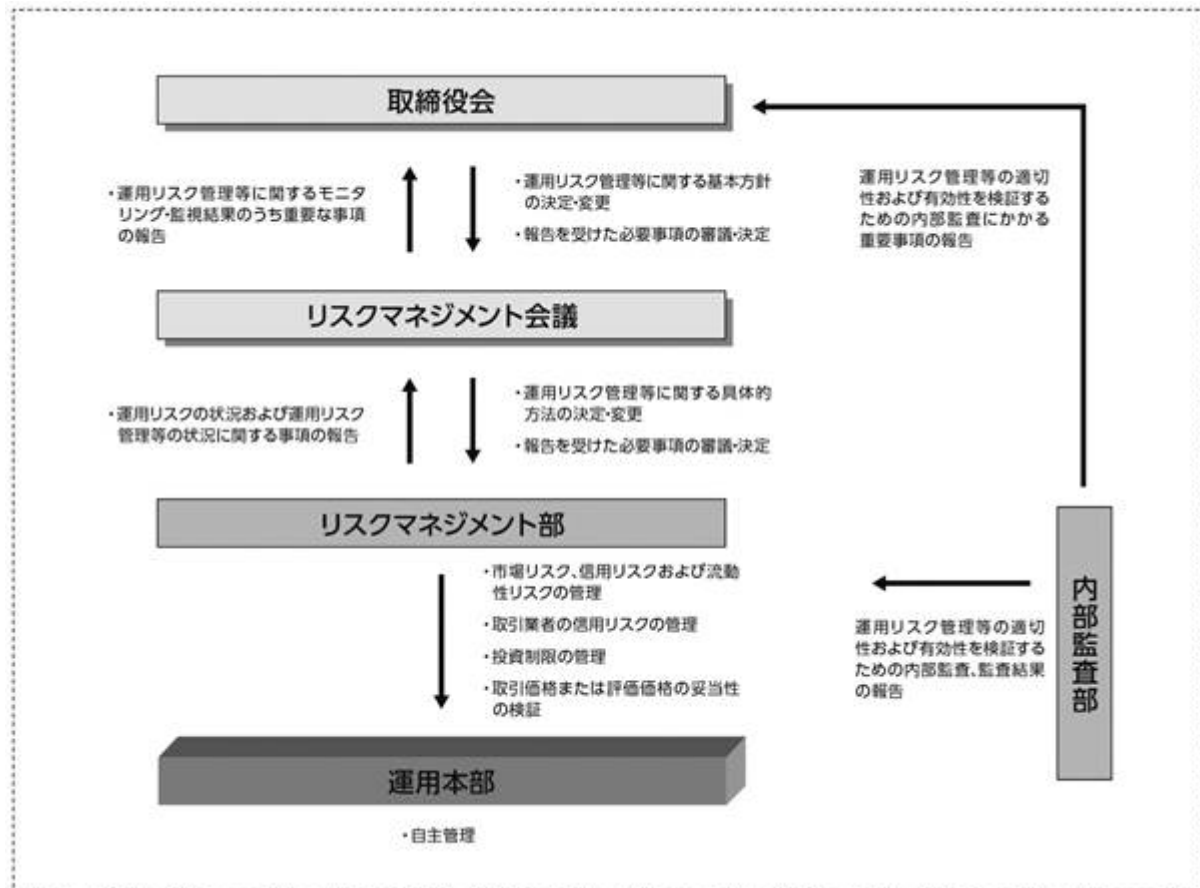 取締役会
・運用リスク管理等に関するモニタ
リング・監視結果のうち重要な事項
の報告
・運用リスク管理等に関する基本方針
の決定・変更
・報告を受けた必要事項の審議・決定
運用リスク管理等の適切
性および有効性を検証す
るための内部監査にかかる
重要事項の報告
リスクマネジメント会議
・運用リスクの状況および運用リスク
管理等の状況に関する事項の報告
・運用リスク管理等に関する具体的
方法の決定・変更
・報告を受けた必要事項の審議・決定
リスクマネジメント部
・市場リスク、信用リスクおよび流動
性リスクの管理
・取引業者の信用リスクの管理
・投資制限の管理
・取引価格または評価価格の妥当性
の検証
内部監査部
運用リスク管理等の適切
性および有効性を検証する
ための内部監査、監査結果
の報告
運用本部
・自主管理